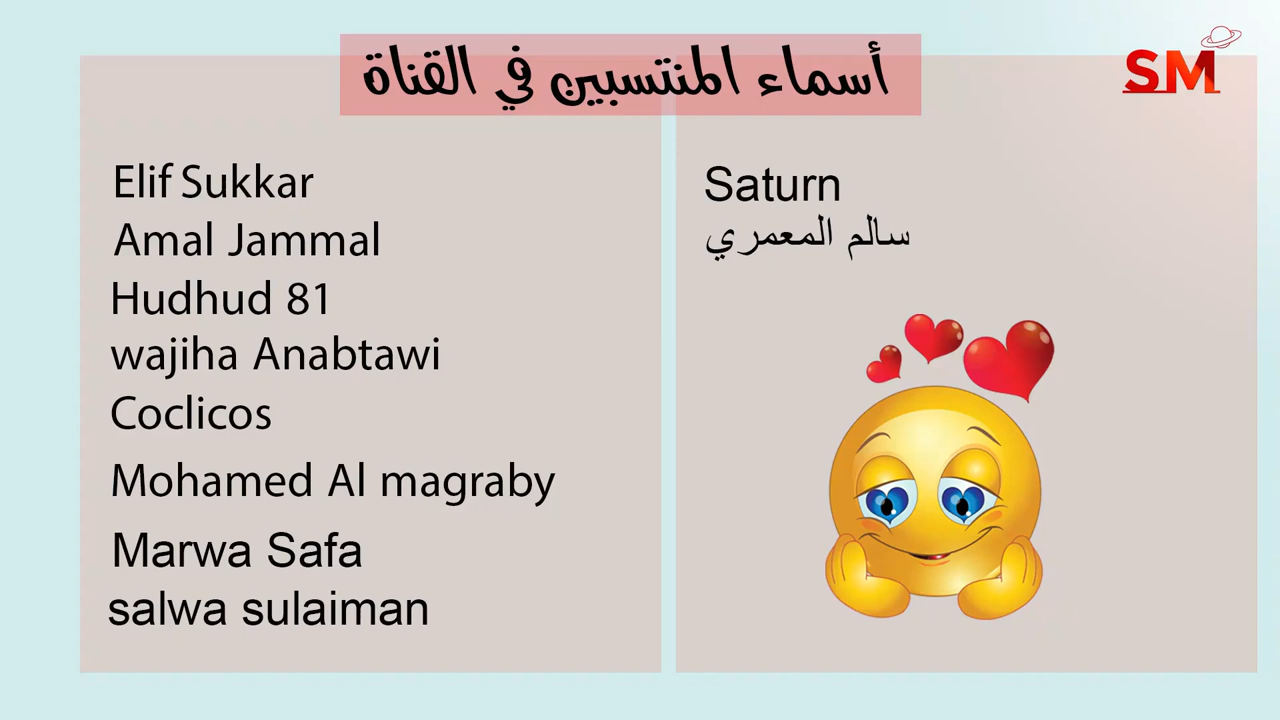 أسماء المنتسبين في القناة
SM
Elif Sukkar
Amal Jammal
Hudhud 81
wajiha Anabtawi
Coclicos
Mohamed Al magraby
Marwa Safa
salwa sulaiman
Saturn
سالم المعمري